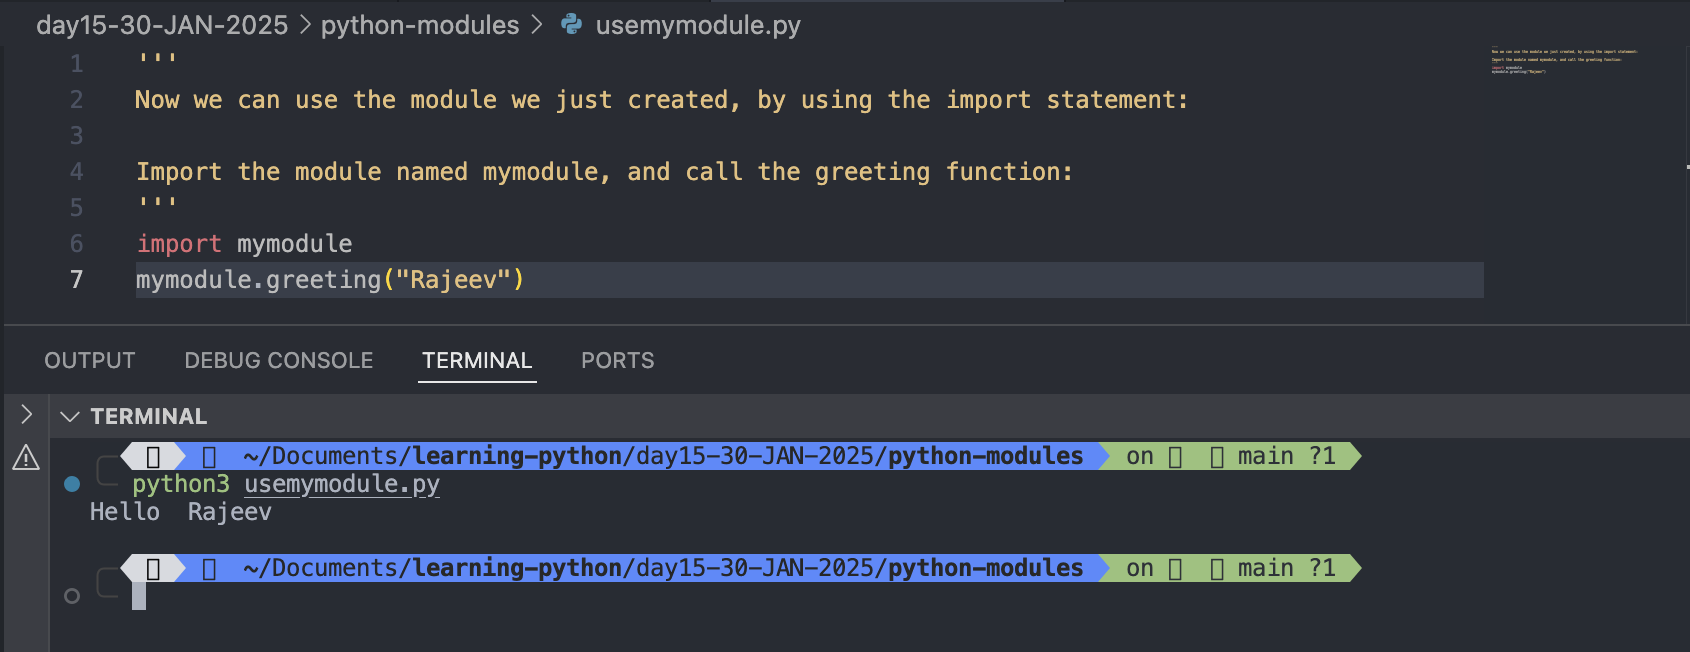 day15-30-JAN-2025 > python-modules > usemymodule.py
1 '''
2 Now we can use the module we just created, by using the import statement:
3
4 Import the module named mymodule, and call the greeting function:
5 '''
6 import mymodule
7 mymodule.greeting("Rajeev")
OUTPUT DEBUG CONSOLE TERMINAL PORTS
TERMINAL
~/Documents/learning-python/day15-30-JAN-2025/python-modules on main ?1
python3 usemymodule.py
Hello  Rajeev
~/Documents/learning-python/day15-30-JAN-2025/python-modules on main ?1